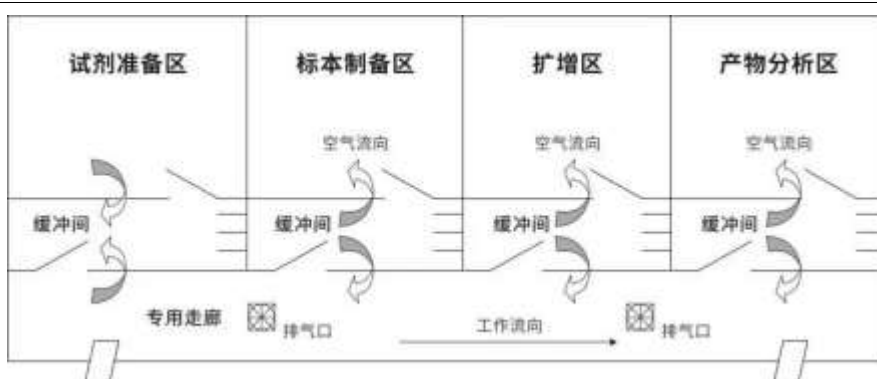 试剂准备区
标本制备区
扩增区
产物分析区
空气流向
空气流向
空气流向
缓冲间
缓冲间
缓冲间
缓冲间
专用走廊
排气口
工作流向
排气口